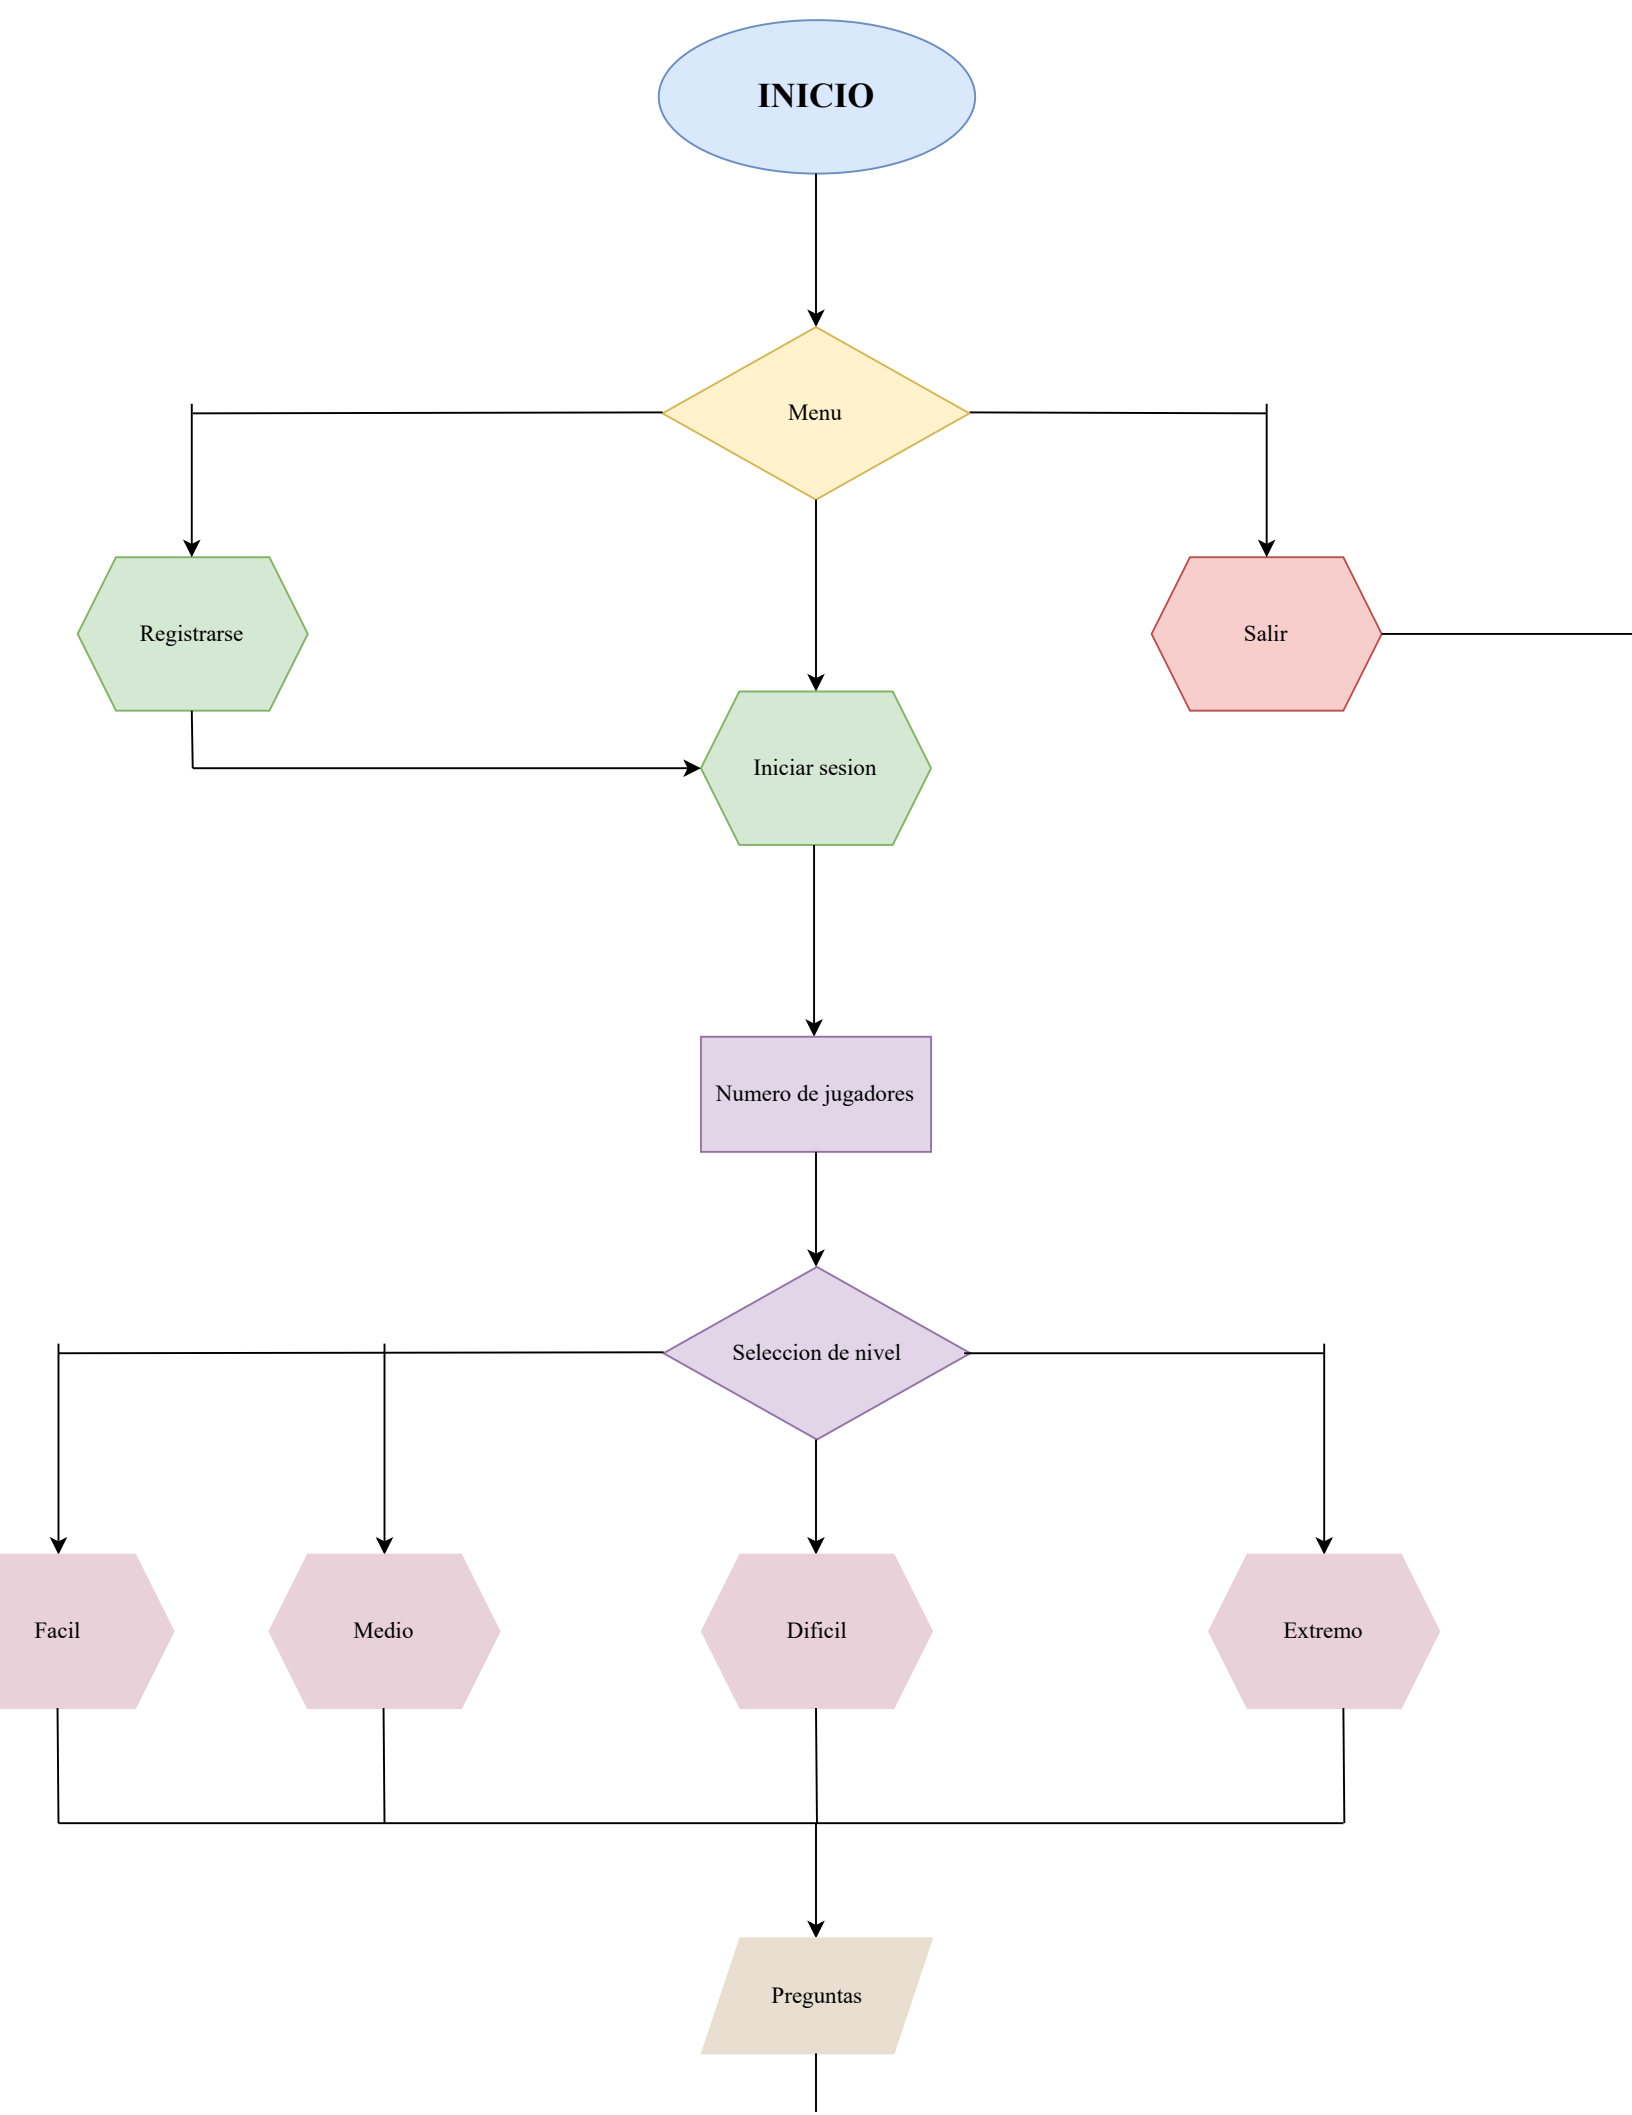 INICIO
Menu
Registrarse
Salir
Iniciar sesion
Numero de jugadores
Seleccion de nivel
Facil
Medio
Dificil
Extremo
Preguntas